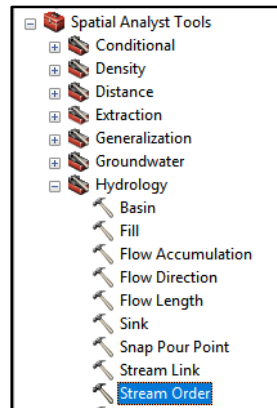 Spatial Analyst Tools
Conditional
Density
Distance
Extraction
Generalization
Groundwater
Hydrology
Basin
Fill
Flow Accumulation
Flow Direction
Flow Length
Sink
Snap Pour Point
Stream Link
Stream Order